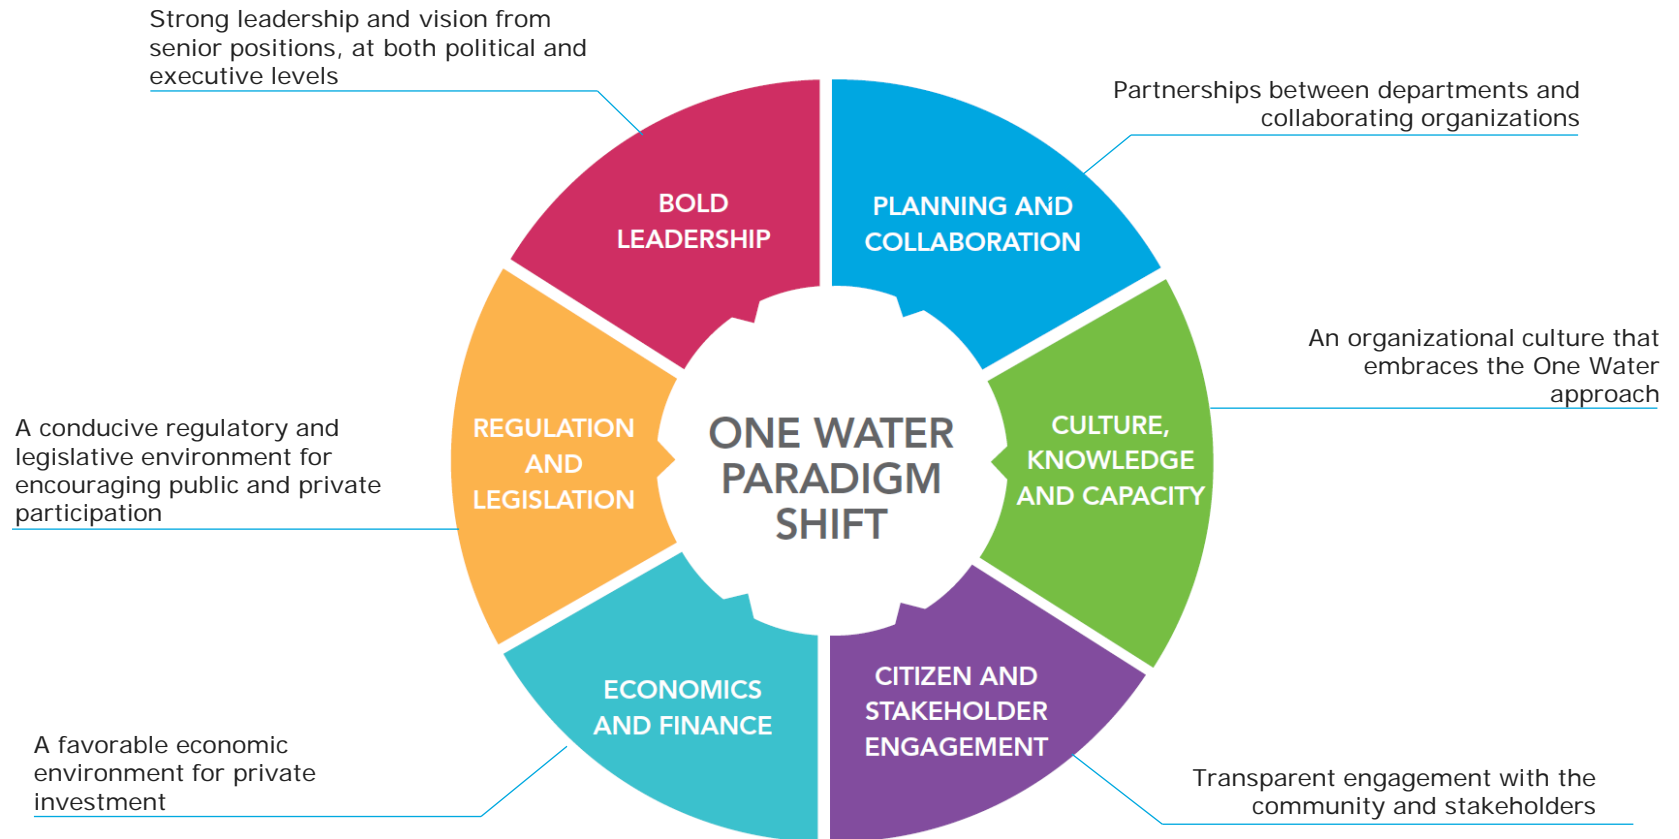 Strong leadership and vision from
senior positions, at both political and
executive levels
Partnerships between departments and
collaborating organizations
BOLD
LEADERSHIP
PLANNING AND
COLLABORATION
An organizational culture that
embraces the One Water
approach
A conducive regulatory and
legislative environment for
encouraging public and private
participation
REGULATION
AND
LEGISLATION
ONE WATER
PARADIGM
SHIFT
CULTURE,
KNOWLEDGE
AND CAPACITY
ECONOMICS
AND FINANCE
CITIZEN AND
STAKEHOLDER
ENGAGEMENT
A favorable economic
environment for private
investment
Transparent engagement with the
community and stakeholders